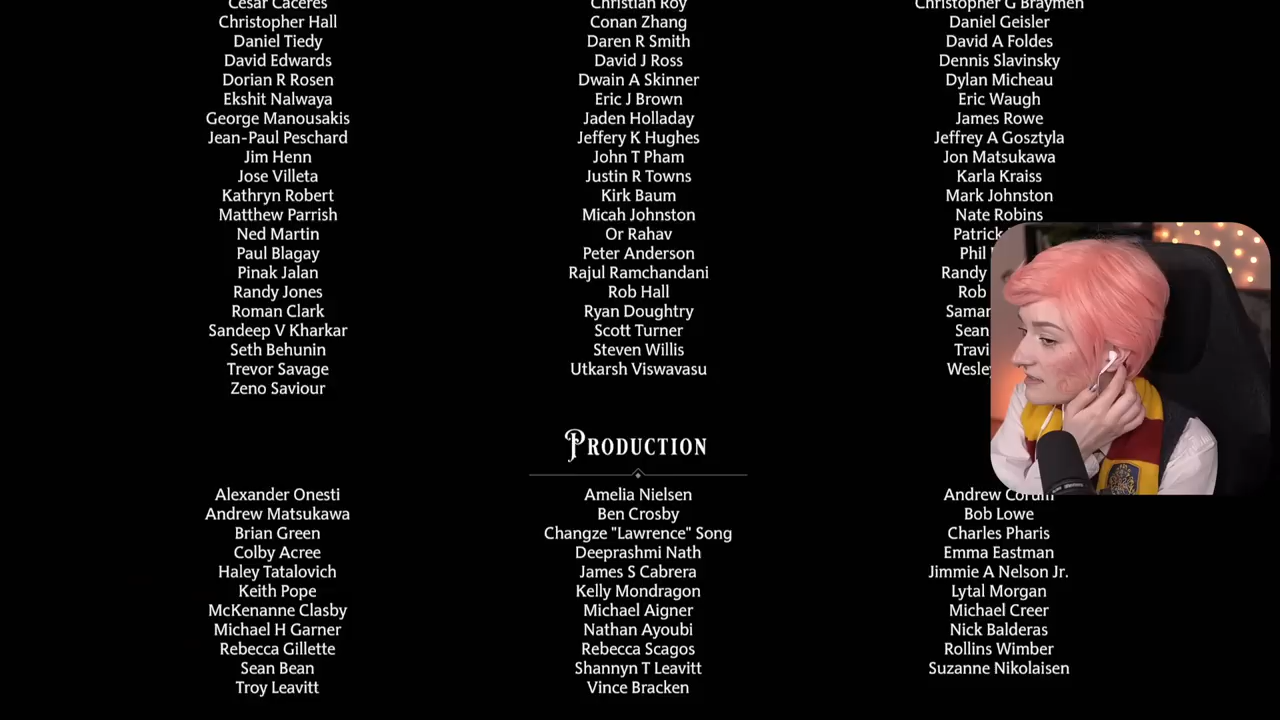 Cesar Caceres
Christian Roy
Christopher G Braymen
Christopher Hall
Conan Zhang
Daniel Geisler
Daniel Tiedy
Daren R Smith
David A Foldes
David Edwards
David J Ross
Dennis Slavinsky
Dorian R Rosen
Dwain A Skinner
Dylan Micheau
Ekshit Nalwaya
Eric J Brown
Eric Waugh
George Manousakis
Jaden Holladay
James Rowe
Jean-Paul Peschard
Jeffery K Hughes
Jeffrey A Gosztyla
Jim Henn
John T Pham
Jon Matsukawa
Jose Villeta
Justin R Towns
Karla Kraiss
Kathryn Robert
Kirk Baum
Mark Johnston
Matthew Parrish
Micah Johnston
Nate Robins
Ned Martin
Or Rahav
Patrick
Paul Blagay
Peter Anderson
Phil
Pinak Jalan
Rajul Ramchandani
Randy
Randy Jones
Rob Hall
Rob
Roman Clark
Ryan Doughtry
Sandeep V Kharkar
Scott Turner
Sean
Seth Behunin
Steven Willis
Trevor Savage
Utkarsh Viswavasu
Wesley
Zeno Saviour
PRODUCTION
Alexander Onesti
Amelia Nielsen
Andrew Corum
Andrew Matsukawa
Ben Crosby
Bob Lowe
Brian Green
Changze "Lawrence" Song
Charles Pharis
Colby Acree
Deeprashmi Nath
Emma Eastman
Haley Tatalovich
James S Cabrera
Jimmie A Nelson Jr.
Keith Pope
Kelly Mondragon
Lytal Morgan
McKenanne Clasby
Michael Aigner
Michael Creer
Michael H Garner
Nathan Ayoubi
Nick Balderas
Rebecca Gillette
Rebecca Scagos
Rollins Wimber
Sean Bean
Shannyn T Leavitt
Suzanne Nikolaisen
Troy Leavitt
Vince Bracken